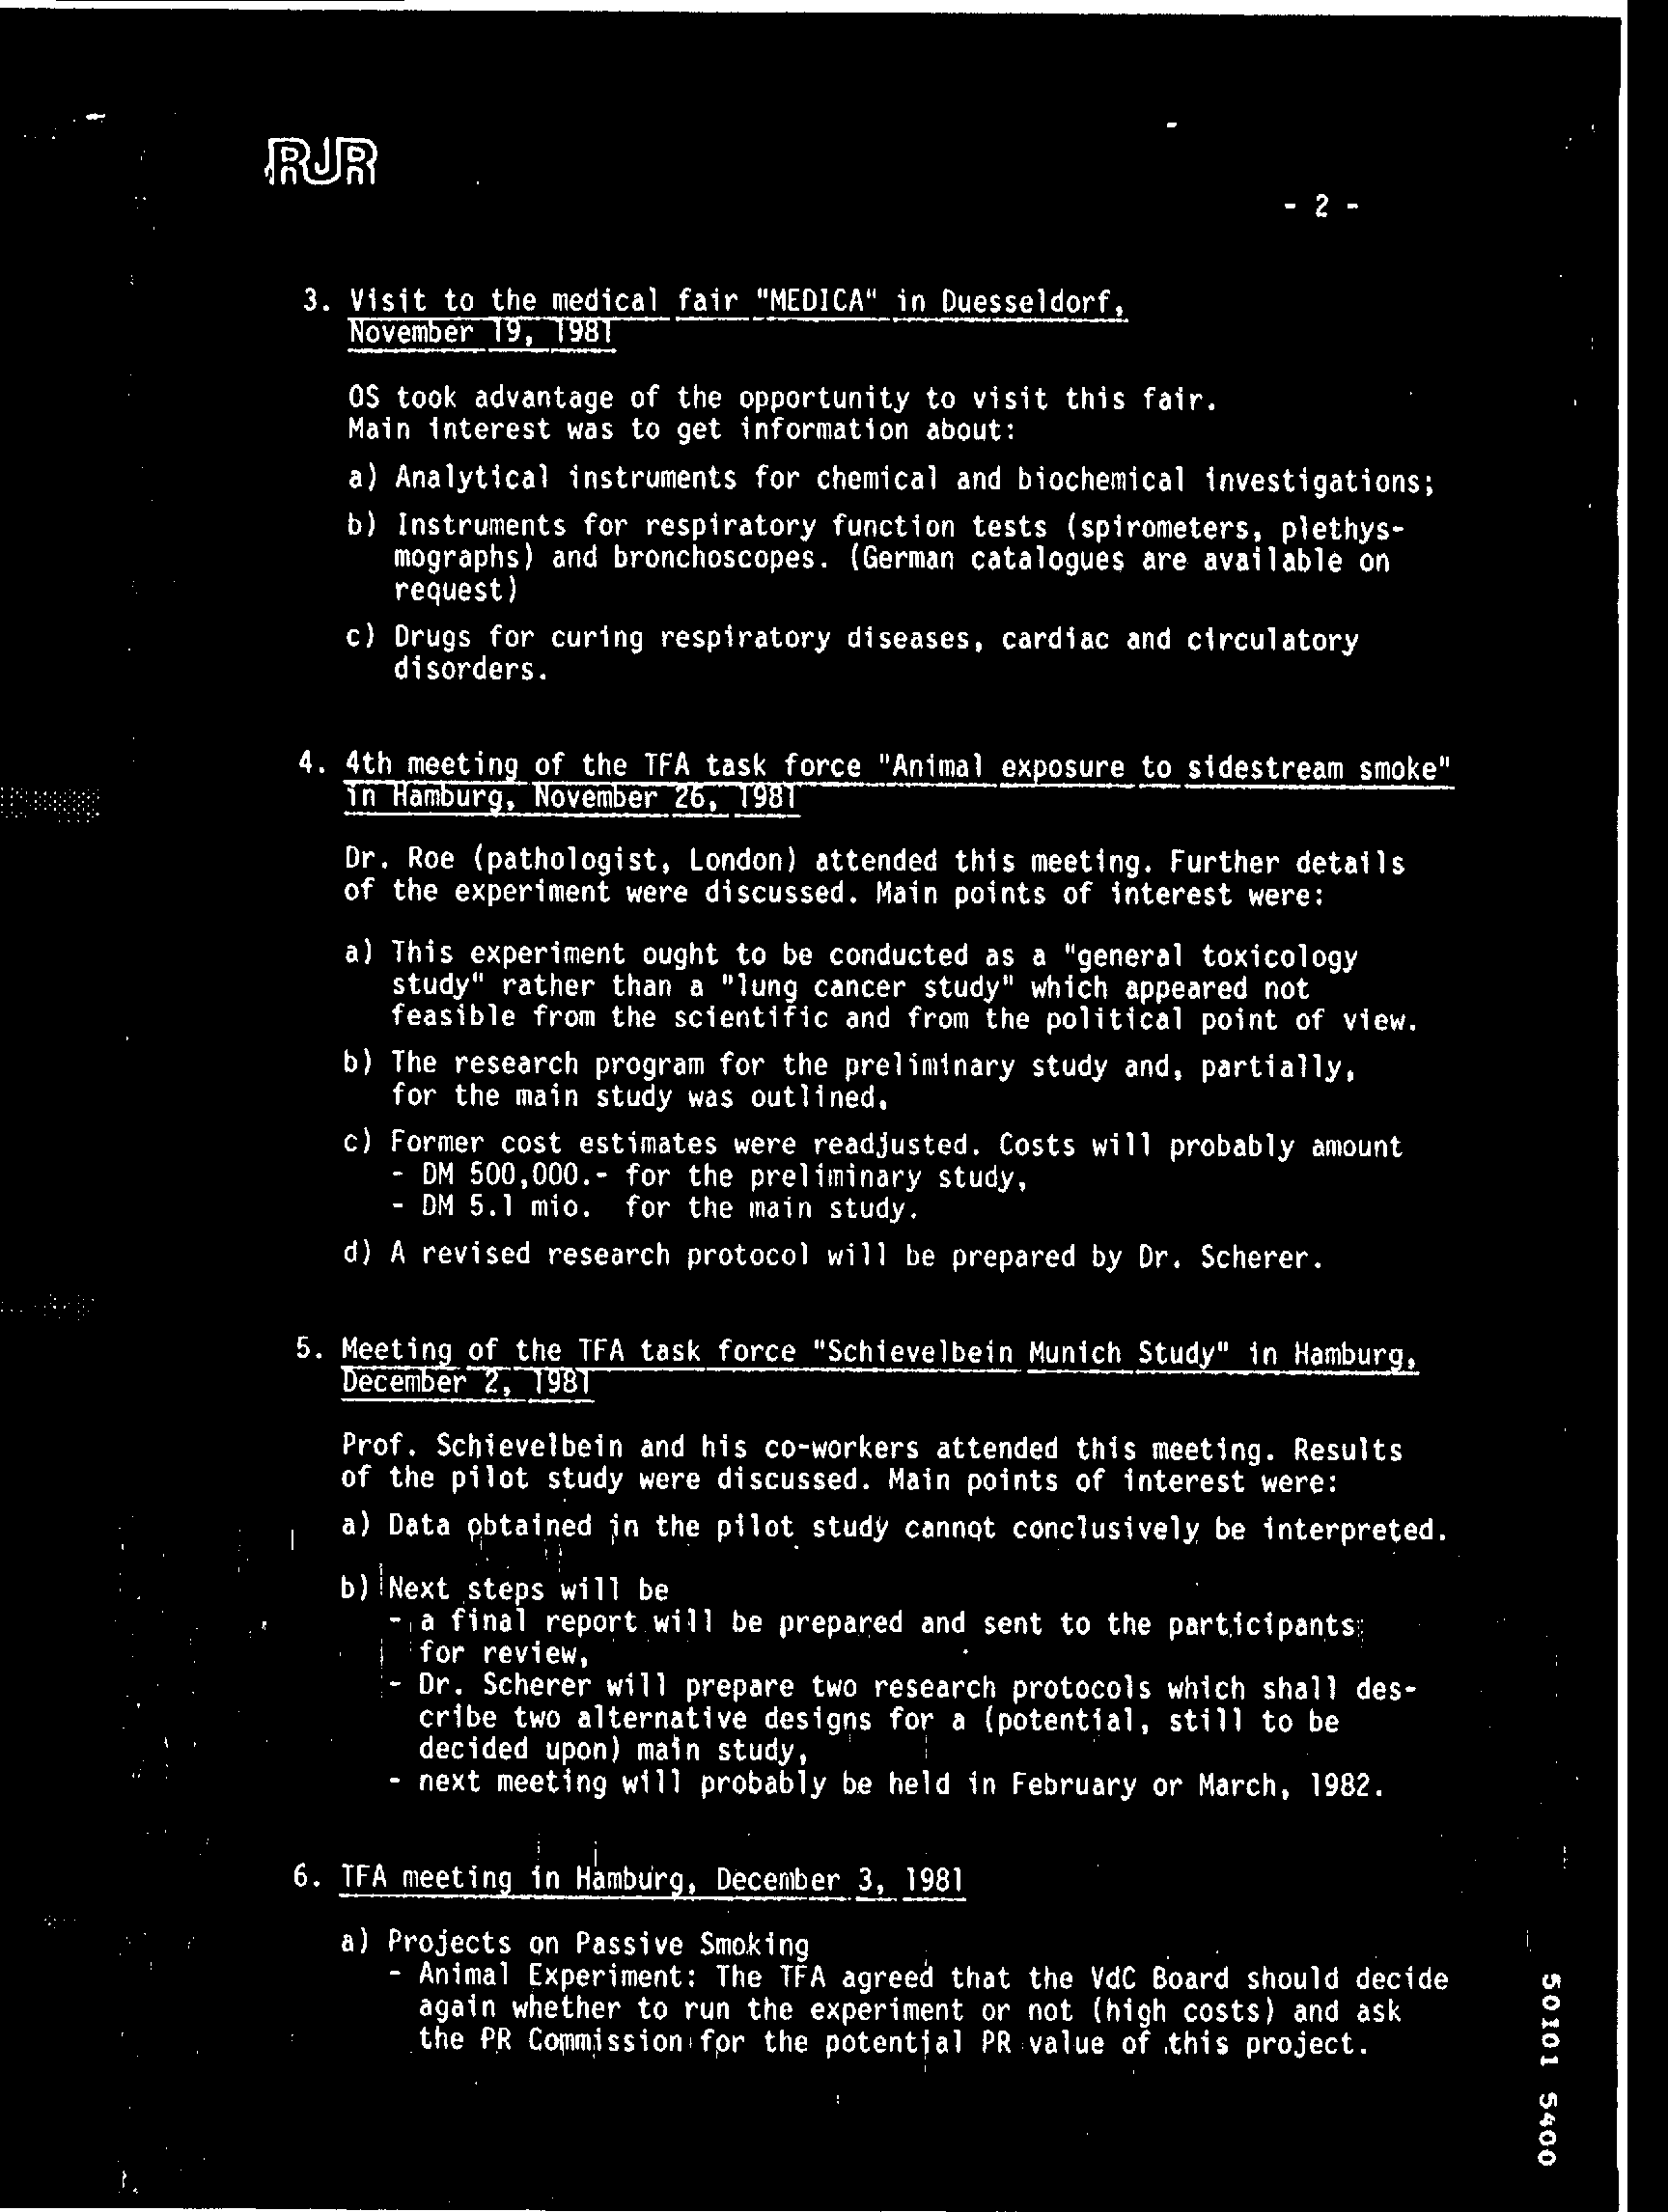 RJR
- 2 -
3. Visit to the medical fair "MEDICA" in Duesseldorf,
November 19, 1981
OS took advantage of the opportunity to visit this fair.
Main interest was to get information about:
a) Analytical instruments for chemical and biochemical investigations;
b) Instruments for respiratory function tests (spirometers, plethys-
mographs) and bronchoscopes. (German catalogues are available on
request)
c) Drugs for curing respiratory diseases, cardiac and circulatory
disorders.
4. 4th meeting of the TFA task force "Animal exposure to sidestream smoke"
in Hamburg, November 26, 1981
Dr. Roe (pathologist, London) attended this meeting. Further details
of the experiment were discussed. Main points of interest were:
a) This experiment ought to be conducted as a "general toxicology
study" rather than a "lung cancer study" which appeared not
feasible from the scientific and from the political point of view.
b) The research program for the preliminary study and, partially,
for the main study was outlined.
c) Former cost estimates were readjusted. Costs will probably amount
- DM 500,000.- for the preliminary study,
- DM 5.1 mio. for the main study.
d) A revised research protocol will be prepared by Dr. Scherer.
5. Meeting of the TFA task force "Schievelbein Munich Study" in Hamburg,
December 2, 1981
Prof. Schievelbein and his co-workers attended this meeting. Results
of the pilot study were discussed. Main points of interest were:
a) Data obtained in the pilot study cannot conclusively be interpreted.
b) Next steps will be
- a final report will be prepared and sent to the participants
for review,
- Dr. Scherer will prepare two research protocols which shall des-
cribe two alternative designs for a (potential, still to be
decided upon) main study,
- next meeting will probably be held in February or March, 1982.
6. TFA meeting in Hamburg, December 3, 1981
a) Projects on Passive Smoking
- Animal Experiment: The TFA agreed that the VdC Board should decide
again whether to run the experiment or not (high costs) and ask
the PR Commission for the potential PR value of this project.
50101 5400